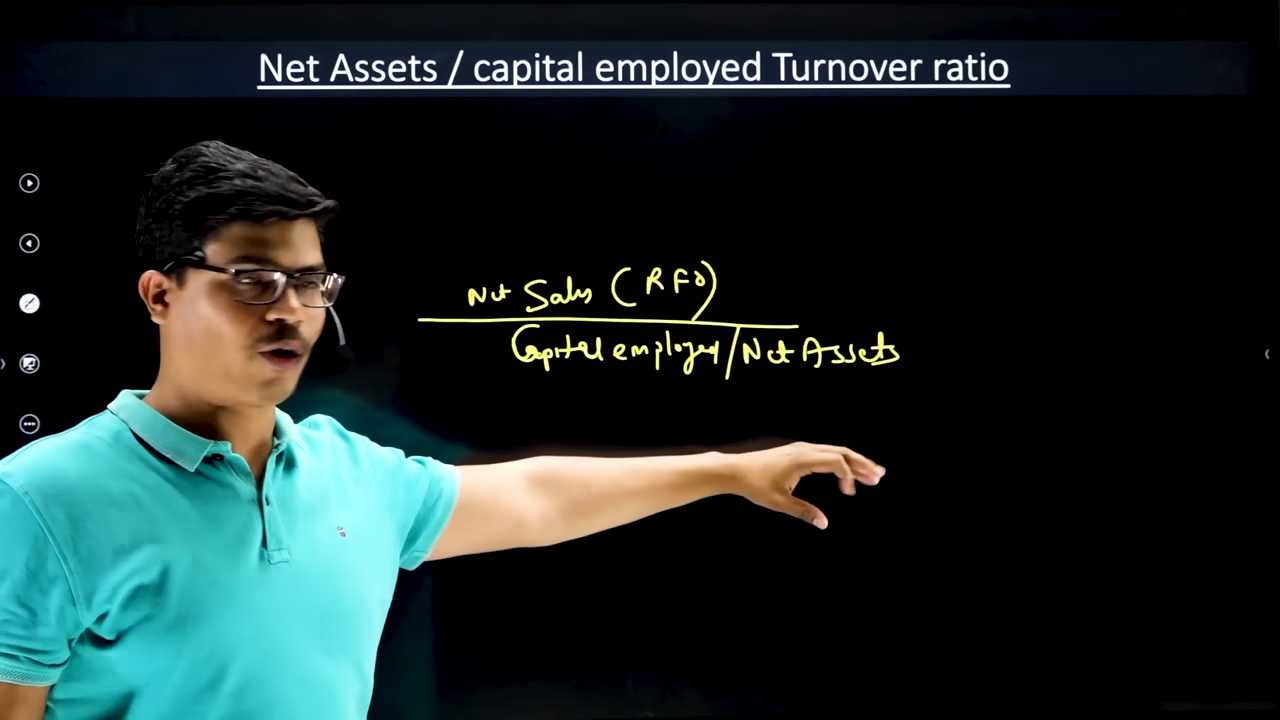 Net Assets / capital employed Turnover ratio
Net Sales (RFO)
Capital employed/Net Assets